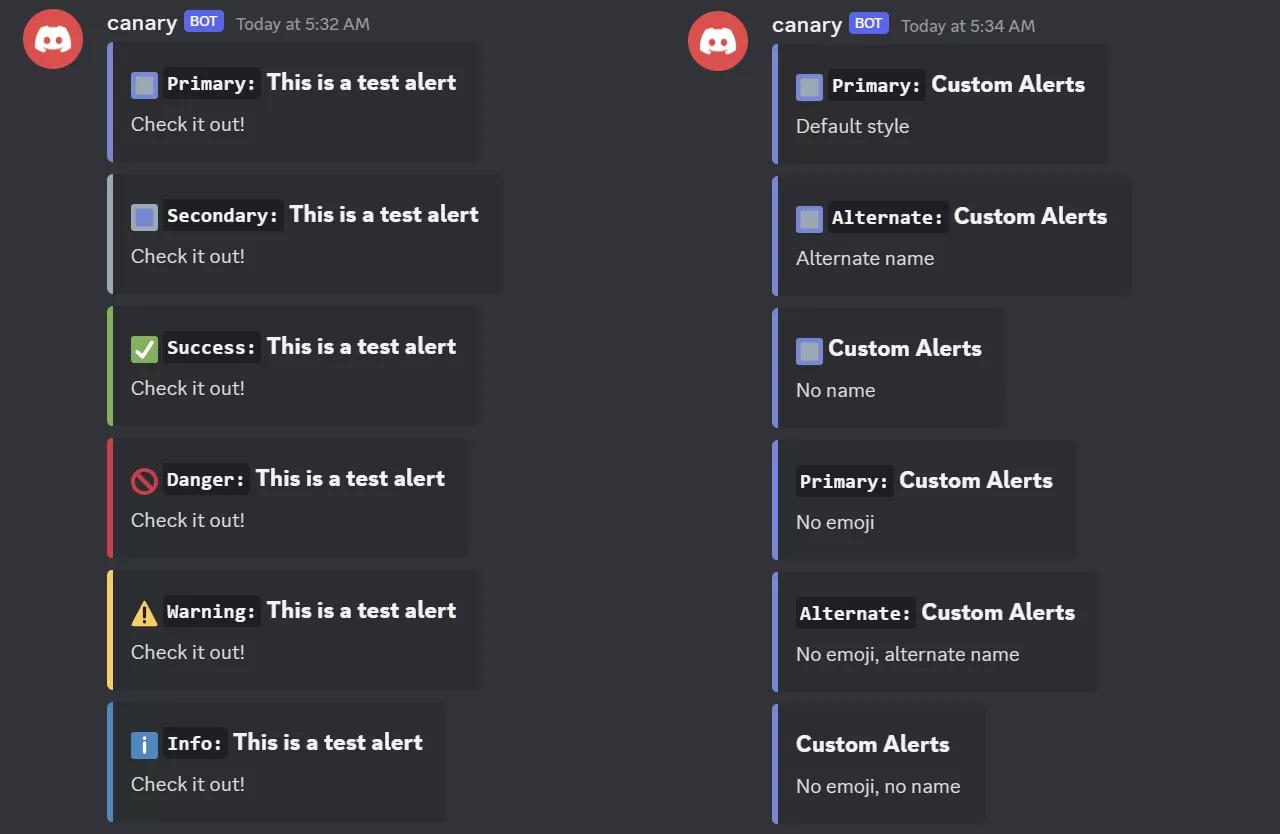 canary BOT Today at 5:32 AM
Primary: This is a test alert
Check it out!
Secondary: This is a test alert
Check it out!
Success: This is a test alert
Check it out!
Danger: This is a test alert
Check it out!
Warning: This is a test alert
Check it out!
Info: This is a test alert
Check it out!
canary BOT Today at 5:34 AM
Primary: Custom Alerts
Default style
Alternate: Custom Alerts
Alternate name
Custom Alerts
No name
Primary: Custom Alerts
No emoji
Alternate: Custom Alerts
No emoji, alternate name
Custom Alerts
No emoji, no name